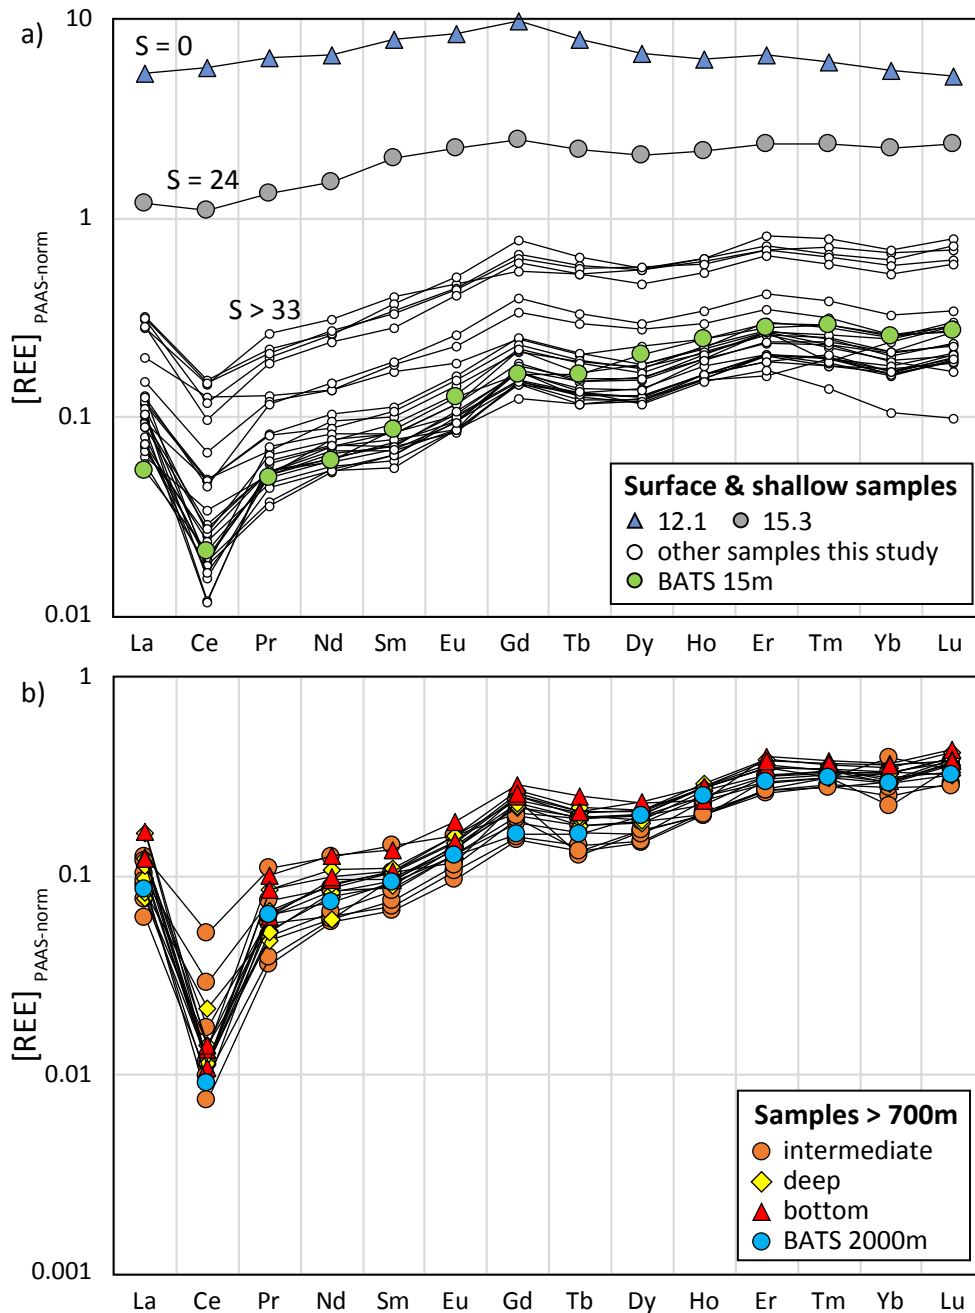 a)
10
1
0.1
0.01
[REE] PAAS-norm
S = 0
S = 24
S > 33
Surface & shallow samples
12.1 15.3
other samples this study
BATS 15m
La Ce Pr Nd Sm Eu Gd Tb Dy Ho Er Tm Yb Lu
b)
1
0.1
0.01
0.001
[REE] PAAS-norm
Samples > 700m
intermediate
deep
bottom
BATS 2000m
La Ce Pr Nd Sm Eu Gd Tb Dy Ho Er Tm Yb Lu